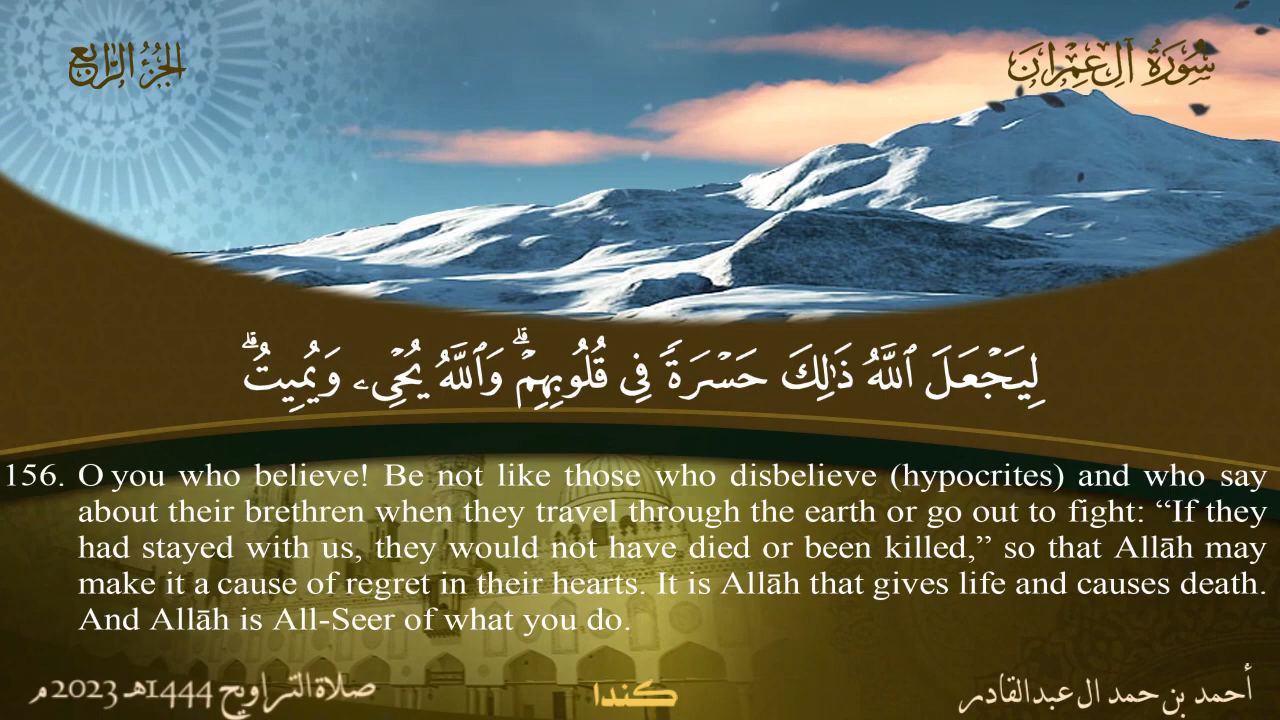 الجزء الرابع
سُورَةُ آلِ عِمْرَانَ
لِيَجْعَلَ ٱللَّهُ ذَٰلِكَ حَسْرَةً فِى قُلُوبِهِمْ ۗ وَٱللَّهُ يُحْىِۦ وَيُمِيتُ ۗ
156. O you who believe! Be not like those who disbelieve (hypocrites) and who say
about their brethren when they travel through the earth or go out to fight: “If they
had stayed with us, they would not have died or been killed,” so that Allāh may
make it a cause of regret in their hearts. It is Allāh that gives life and causes death.
And Allāh is All-Seer of what you do.
صلاة التراويح 1444هـ 2023م
كندا
أحمد بن حمد ال عبدالقادر